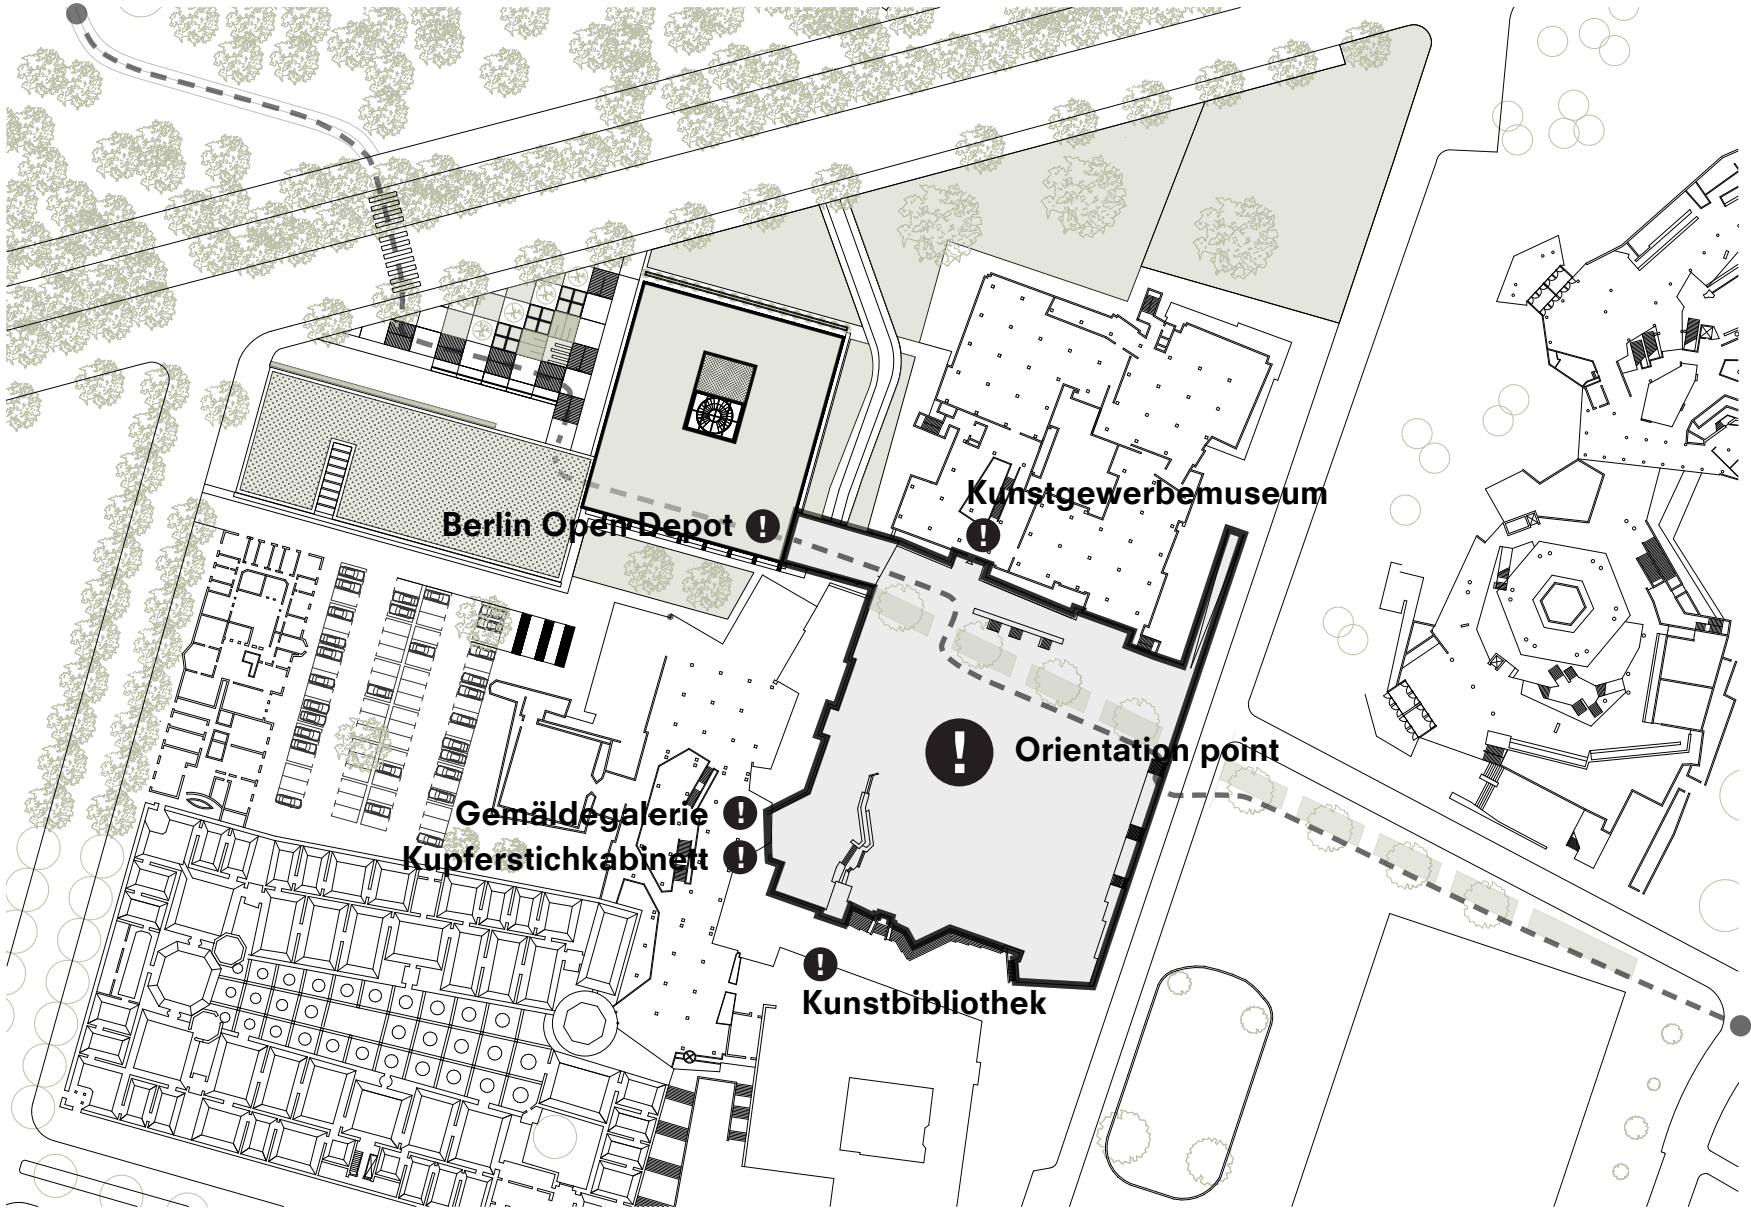 Kunstgewerbemuseum
!
Berlin Open Depot !
! Orientation point
Gemäldegalerie !
Kupferstichkabinett !
!
Kunstbibliothek